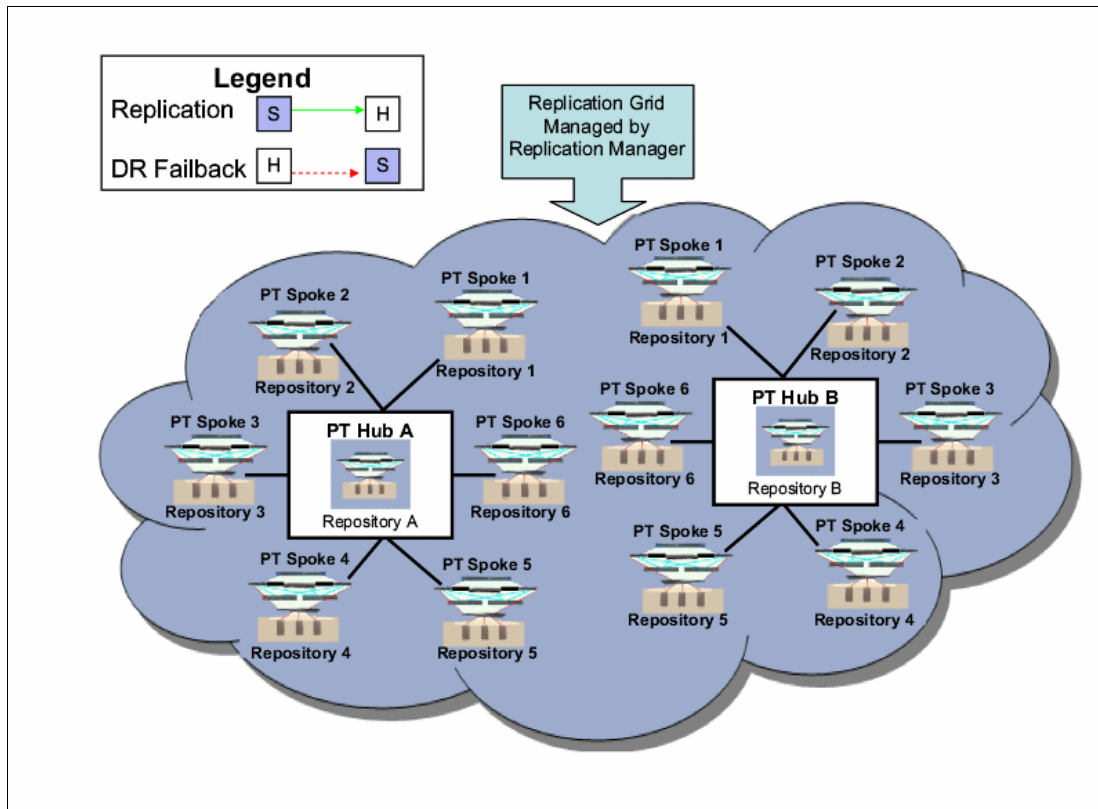 Legend
Replication
S
H
DR Failback
H
S
Replication Grid
Managed by
Replication Manager
PT Spoke 2
Repository 2
PT Spoke 1
Repository 1
PT Spoke 3
Repository 3
PT Hub A
Repository A
PT Spoke 6
Repository 6
PT Spoke 4
Repository 4
PT Spoke 5
Repository 5
PT Spoke 1
Repository 1
PT Spoke 2
Repository 2
PT Spoke 6
Repository 6
PT Hub B
Repository B
PT Spoke 3
Repository 3
PT Spoke 5
Repository 5
PT Spoke 4
Repository 4